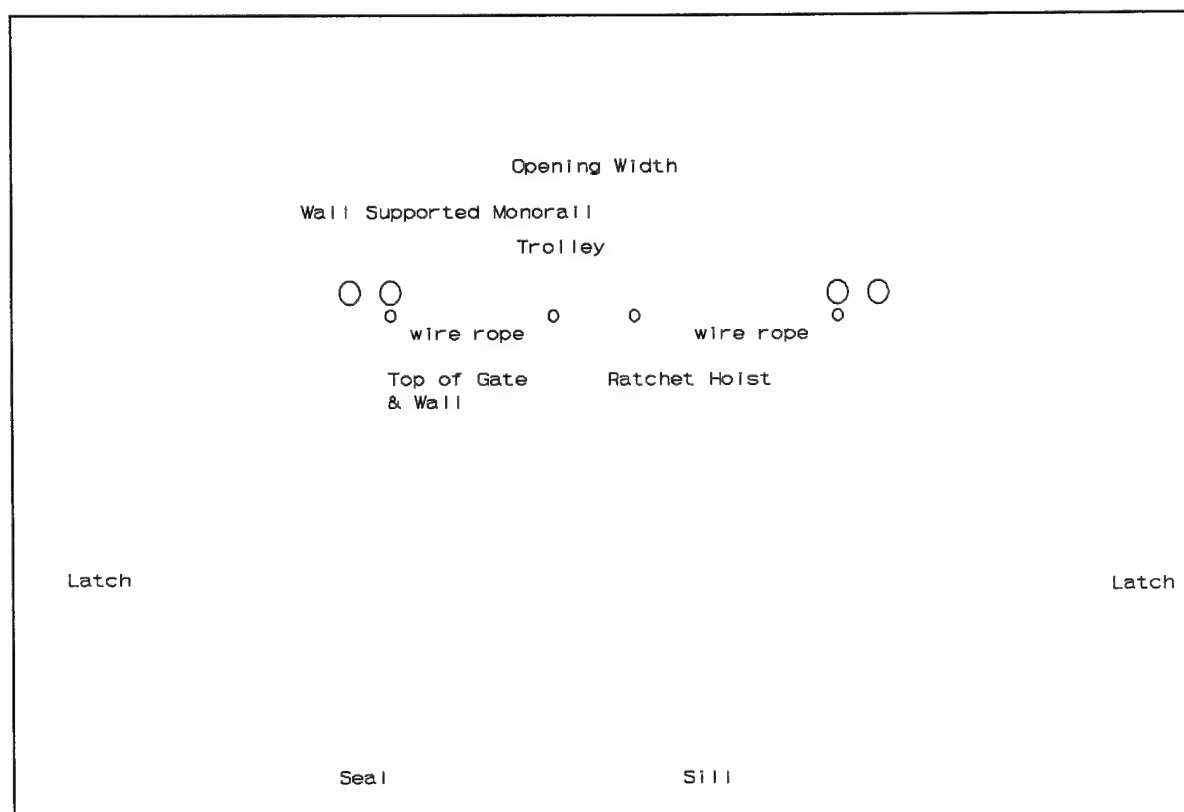 Opening Width
Wall Supported Monorail
Trolley
wire rope
wire rope
Top of Gate
& Wall
Ratchet Hoist
Latch
Latch
Seal
Sill